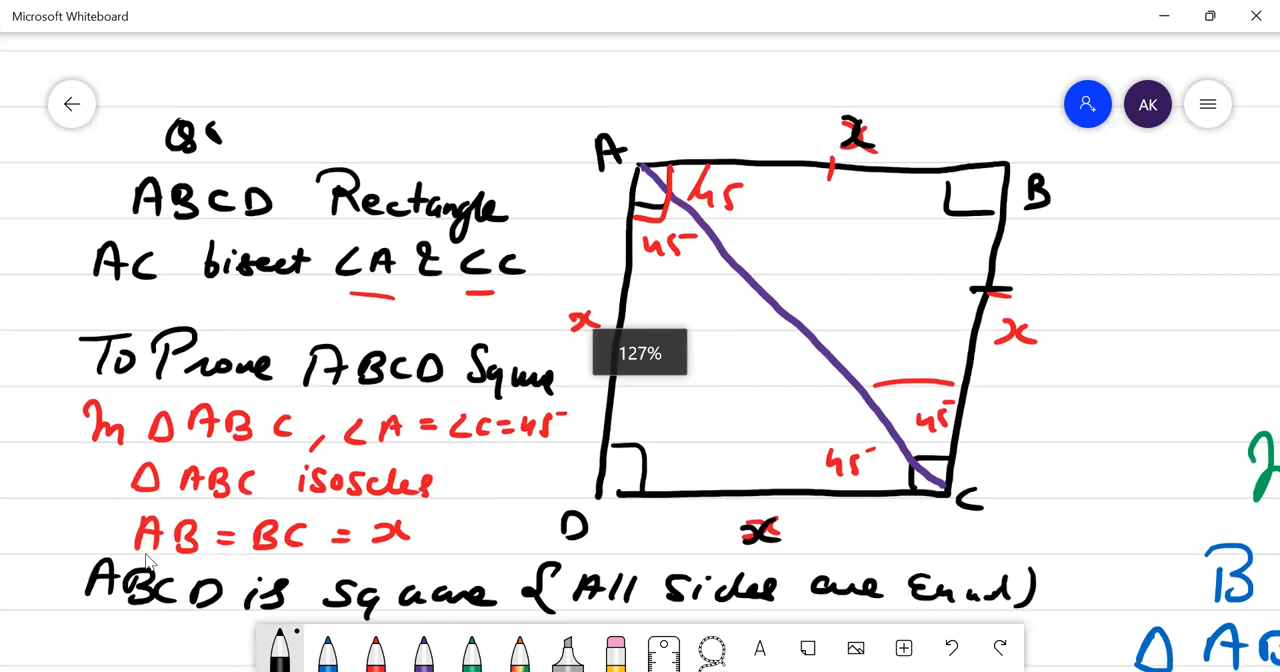 Microsoft Whiteboard
AK
ABCD Rectangle
AC bisect ∠A & ∠C
To Prove ABCD Square
In Δ ABC, ∠A = ∠C = 45°
Δ ABC isosceles
AB = BC = x
ABCD is square {All sides are Equal)
A
x
B
45
45°
x
127%
x
45°
45°
C
D
x
B
Δ AB
A